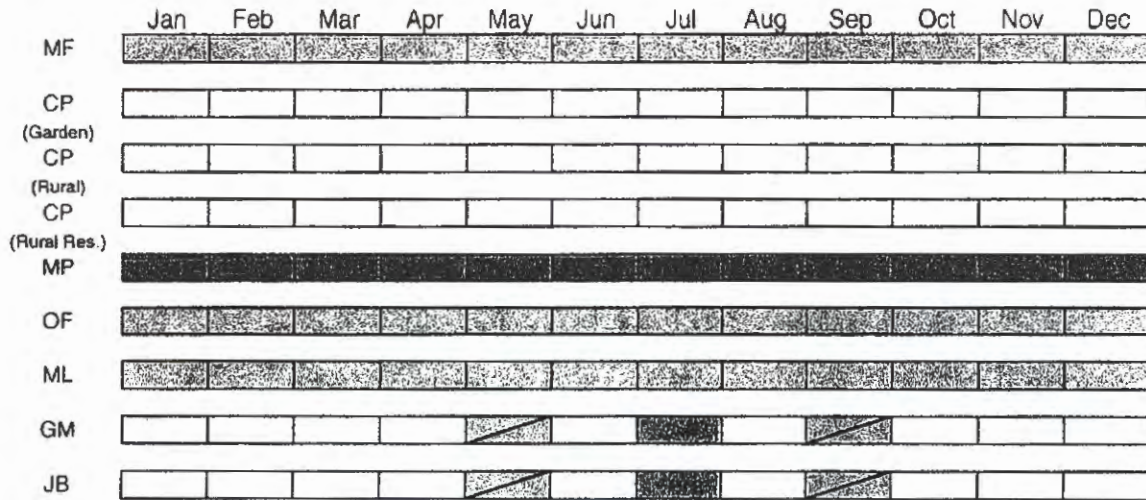 Jan Feb Mar Apr May Jun Jul Aug Sep Oct Nov Dec
MF
CP
(Garden)
CP
(Rural)
CP
(Rural Res.)
MP
OF
ML
GM
JB